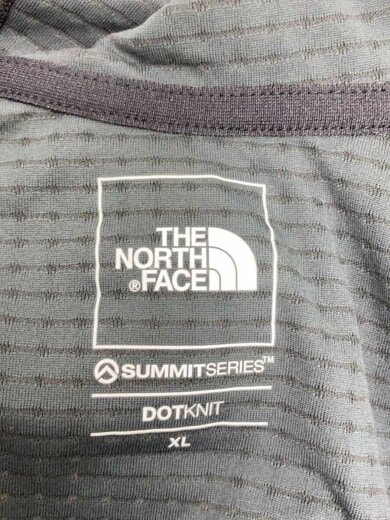 THE
NORTH
®FACE
SUMMITSERIES™
DOTKNIT
XL